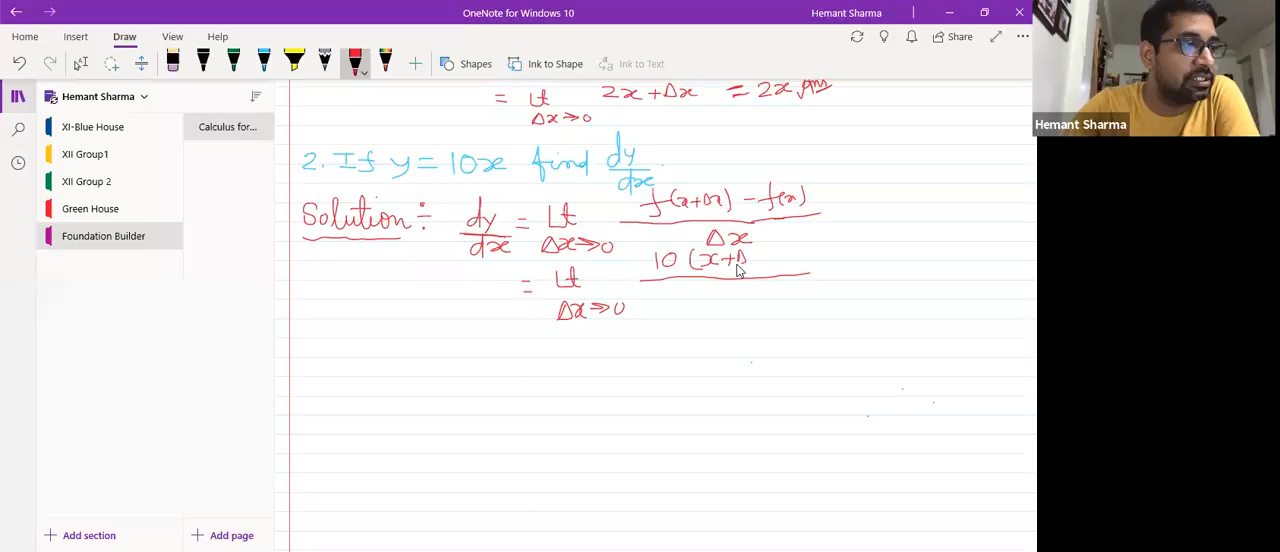 OneNote for Windows 10
Hemant Sharma
Home Insert Draw View Help
Share
Shapes Ink to Shape Ink to Text
Hemant Sharma
Calculus for...
XI-Blue House
XII Group1
XII Group 2
Green House
Foundation Builder
Add section
Add page
= Lt 2x + Δx = 2x Ans
Δx → 0
2. If y = 10x find dy/dx.
Solution :- dy/dx = Lt f(x+Δx) - f(x)
Δx → 0 Δx
= Lt 10 (x+Δ
Δx → 0
Hemant Sharma